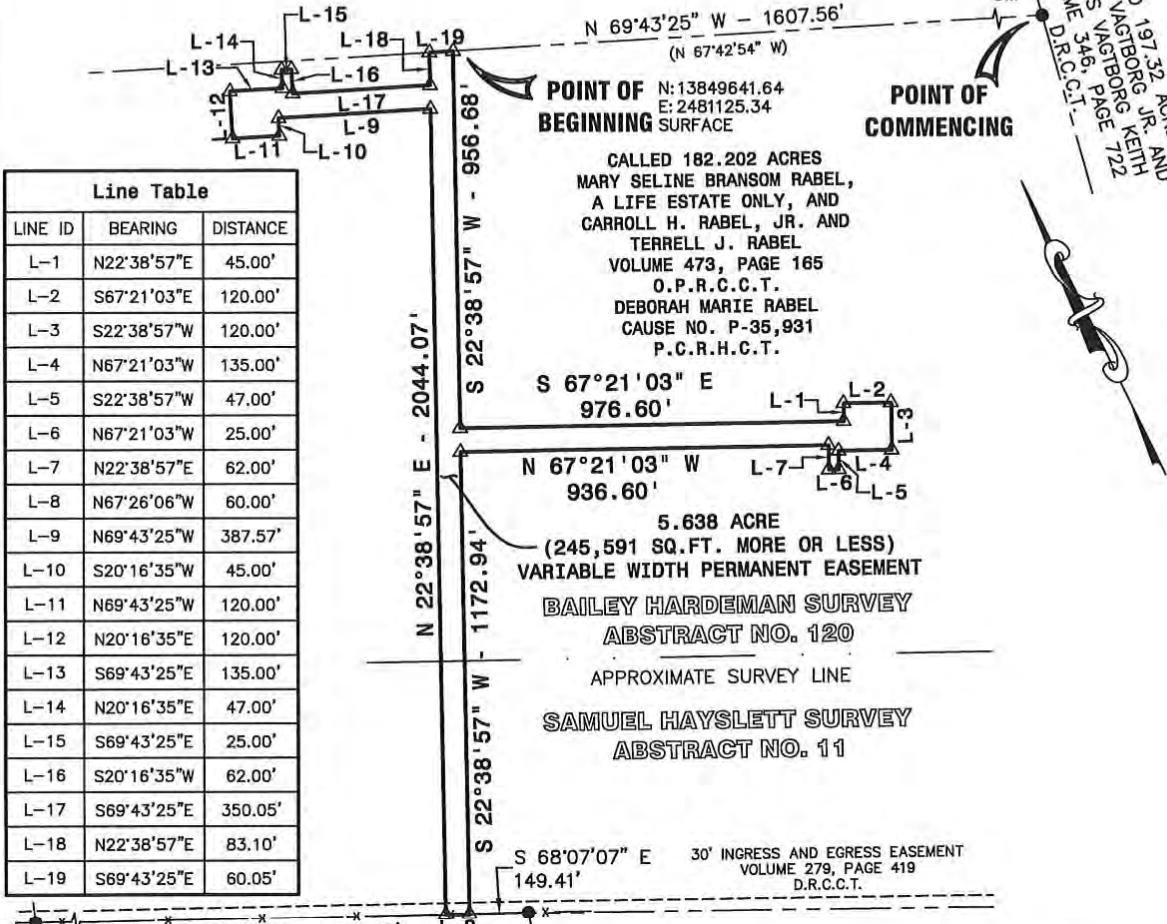 L-15
L-14
L-18
L-19
N 69°43'25" W - 1607.56'
(N 67°42'54" W)
197.32
VAGTBORG JR. AND
VAGTBORG KEITH
346, PAGE 722
D.R.C.C.T.
L-13
L-16
L-12
L-17
L-9
L-11
L-10
POINT OF
BEGINNING
N:13849641.64
E: 2481125.34
SURFACE
POINT OF
COMMENCING
CALLED 182.202 ACRES
MARY SELINE BRANSOM RABEL,
A LIFE ESTATE ONLY, AND
CARROLL H. RABEL, JR. AND
TERRELL J. RABEL
VOLUME 473, PAGE 165
O.P.R.C.C.T.
DEBORAH MARIE RABEL
CAUSE NO. P-35,931
P.C.R.H.C.T.
Line Table
LINE ID BEARING DISTANCE
L-1 N22°38'57"E 45.00'
L-2 S67°21'03"E 120.00'
L-3 S22°38'57"W 120.00'
L-4 N67°21'03"W 135.00'
L-5 S22°38'57"W 47.00'
L-6 N67°21'03"W 25.00'
L-7 N22°38'57"E 62.00'
L-8 N67°26'06"W 60.00'
L-9 N69°43'25"W 387.57'
L-10 S20°16'35"W 45.00'
L-11 N69°43'25"W 120.00'
L-12 N20°16'35"E 120.00'
L-13 S69°43'25"E 135.00'
L-14 N20°16'35"E 47.00'
L-15 S69°43'25"E 25.00'
L-16 S20°16'35"W 62.00'
L-17 S69°43'25"E 350.05'
L-18 N22°38'57"E 83.10'
L-19 S69°43'25"E 60.05'
S 22°38'57" W - 956.68'
N 22°38'57" E - 2044.07'
S 67°21'03" E
976.60'
L-1
L-2
L-3
N 67°21'03" W
936.60'
L-7
L-4
L-6
L-5
5.638 ACRE
(245,591 SQ.FT. MORE OR LESS)
VARIABLE WIDTH PERMANENT EASEMENT
BAILEY HARDEMAN SURVEY
ABSTRACT NO. 120
APPROXIMATE SURVEY LINE
SAMUEL HAYSLETT SURVEY
ABSTRACT NO. 11
S 22°38'57" W - 1172.94'
S 68°07'07" E
149.41'
30' INGRESS AND EGRESS EASEMENT
VOLUME 279, PAGE 419
D.R.C.C.T.